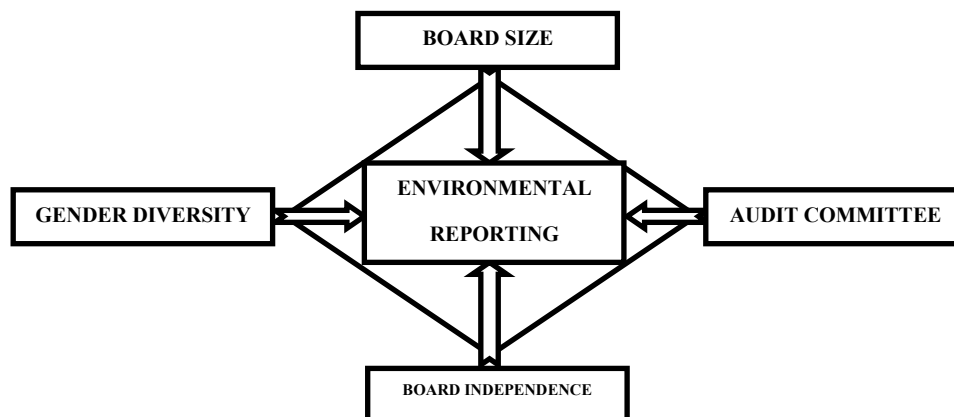 BOARD SIZE
ENVIRONMENTAL
REPORTING
GENDER DIVERSITY
AUDIT COMMITTEE
BOARD INDEPENDENCE